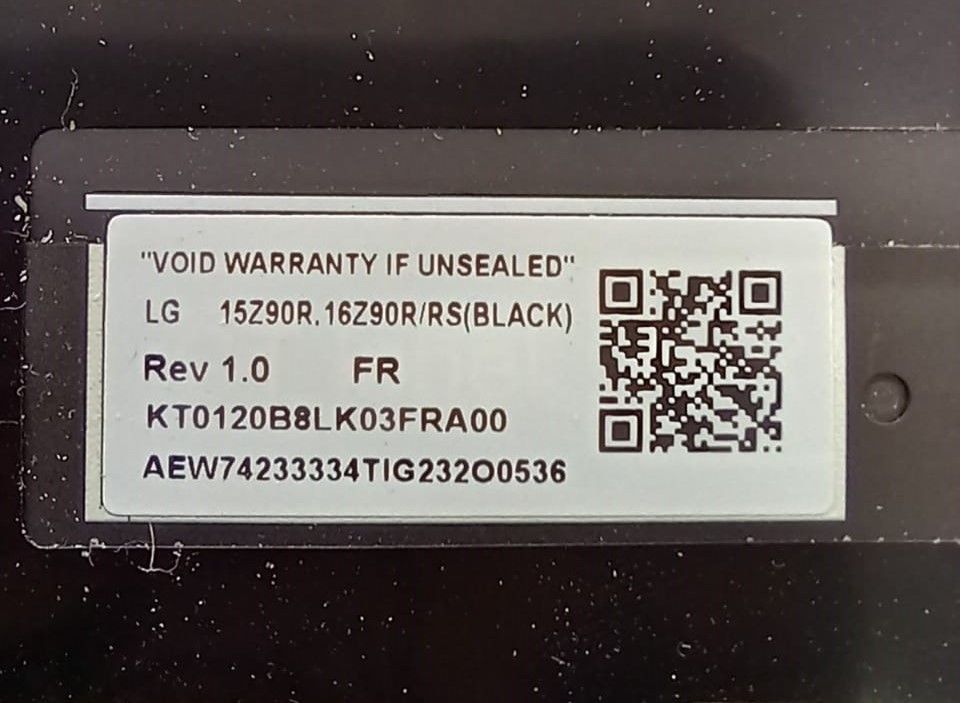 "VOID WARRANTY IF UNSEALED"
LG 15Z90R.16Z90R/RS(BLACK)
Rev 1.0 FR
KT0120B8LK03FRA00
AEW74233334TIG232O0536